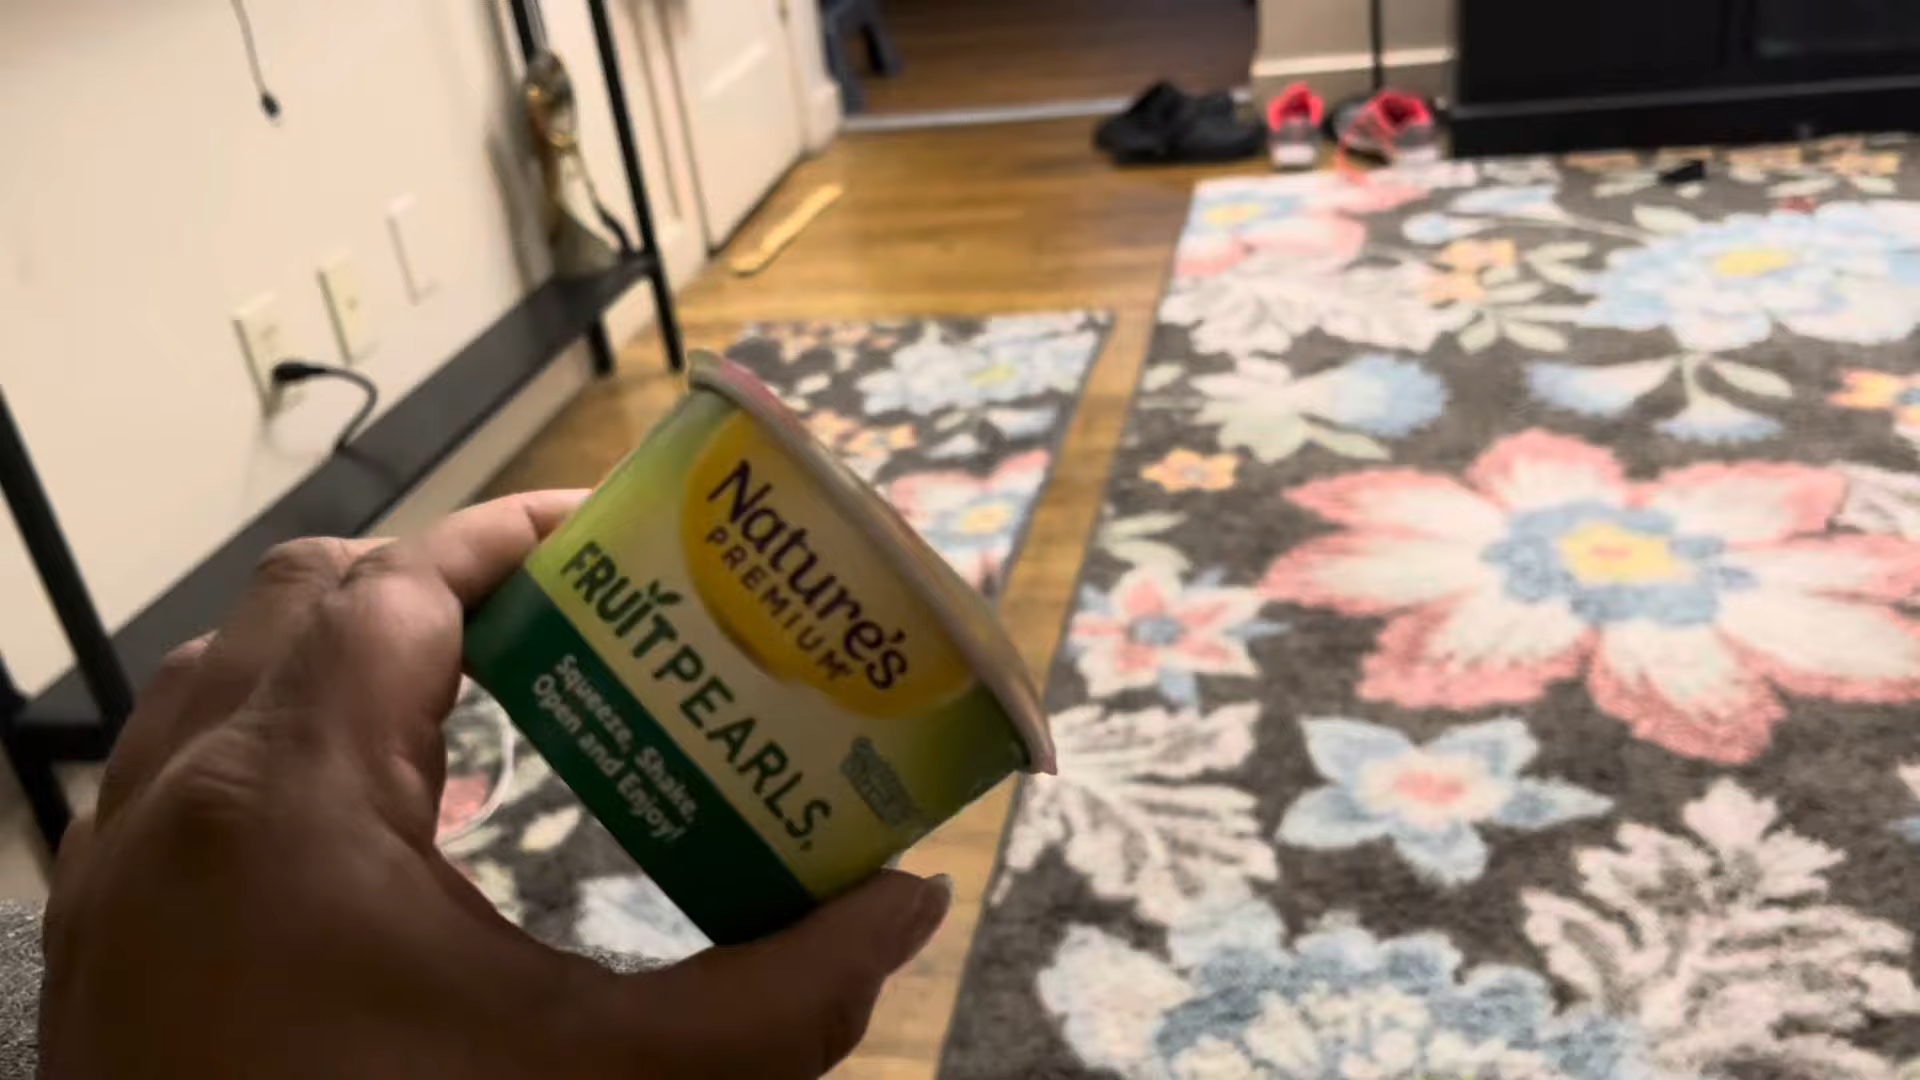 Nature's
PREMIUM
FRUIT PEARLS
Squeeze, Shake,
Open and Enjoy!